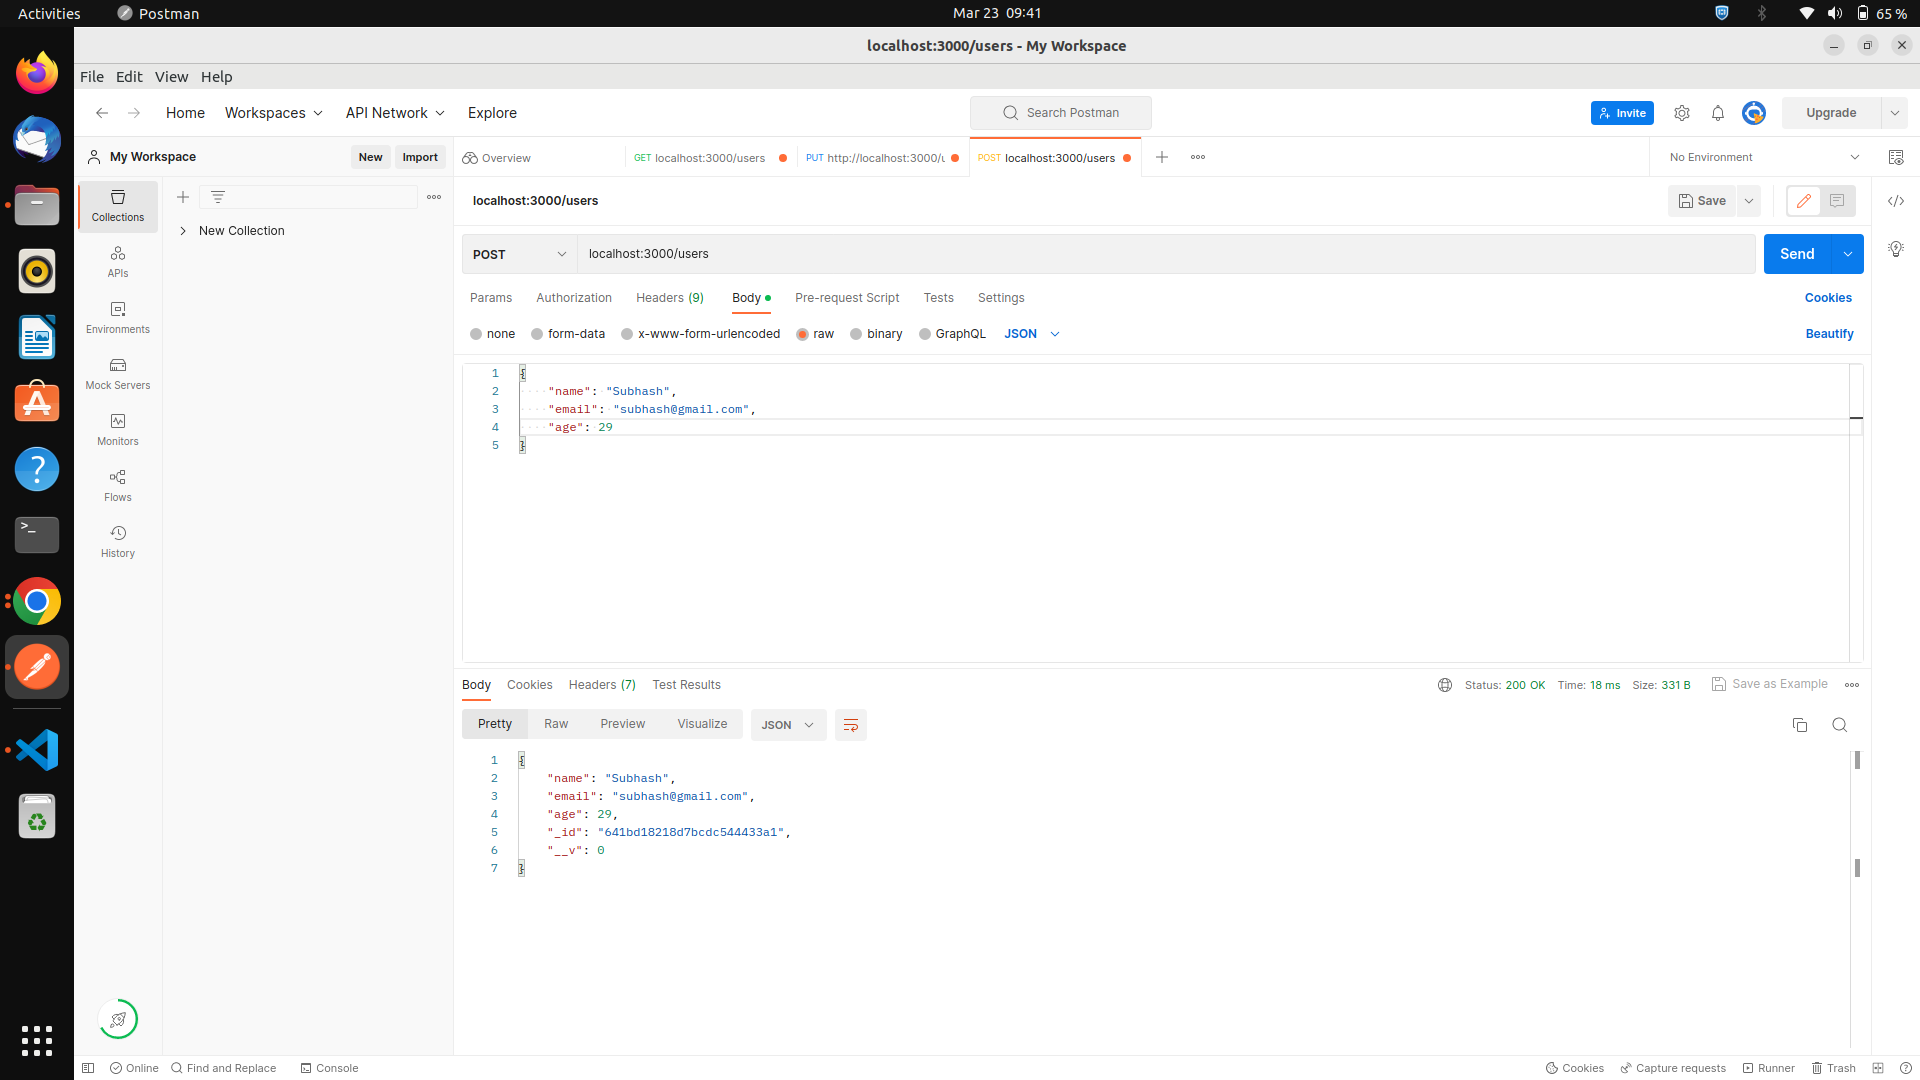 Activities Postman Mar 23 09:41 65 %
localhost:3000/users - My Workspace
File Edit View Help
Home Workspaces API Network Explore Search Postman Invite Upgrade
My Workspace New Import Overview GET localhost:3000/users PUT http://localhost:3000/u POST localhost:3000/users No Environment
Collections
New Collection
APIs
Environments
Mock Servers
Monitors
Flows
History
localhost:3000/users Save
POST localhost:3000/users Send
Params Authorization Headers (9) Body Pre-request Script Tests Settings Cookies
none form-data x-www-form-urlencoded raw binary GraphQL JSON Beautify
1 {
2 "name": "Subhash",
3 "email": "subhash@gmail.com",
4 "age": 29
5 }
Body Cookies Headers (7) Test Results Status: 200 OK Time: 18 ms Size: 331 B Save as Example
Pretty Raw Preview Visualize JSON
1 {
2 "name": "Subhash",
3 "email": "subhash@gmail.com",
4 "age": 29,
5 "_id": "641bd18218d7bcdc544433a1",
6 "__v": 0
7 }
Online Find and Replace Console Cookies Capture requests Runner Trash